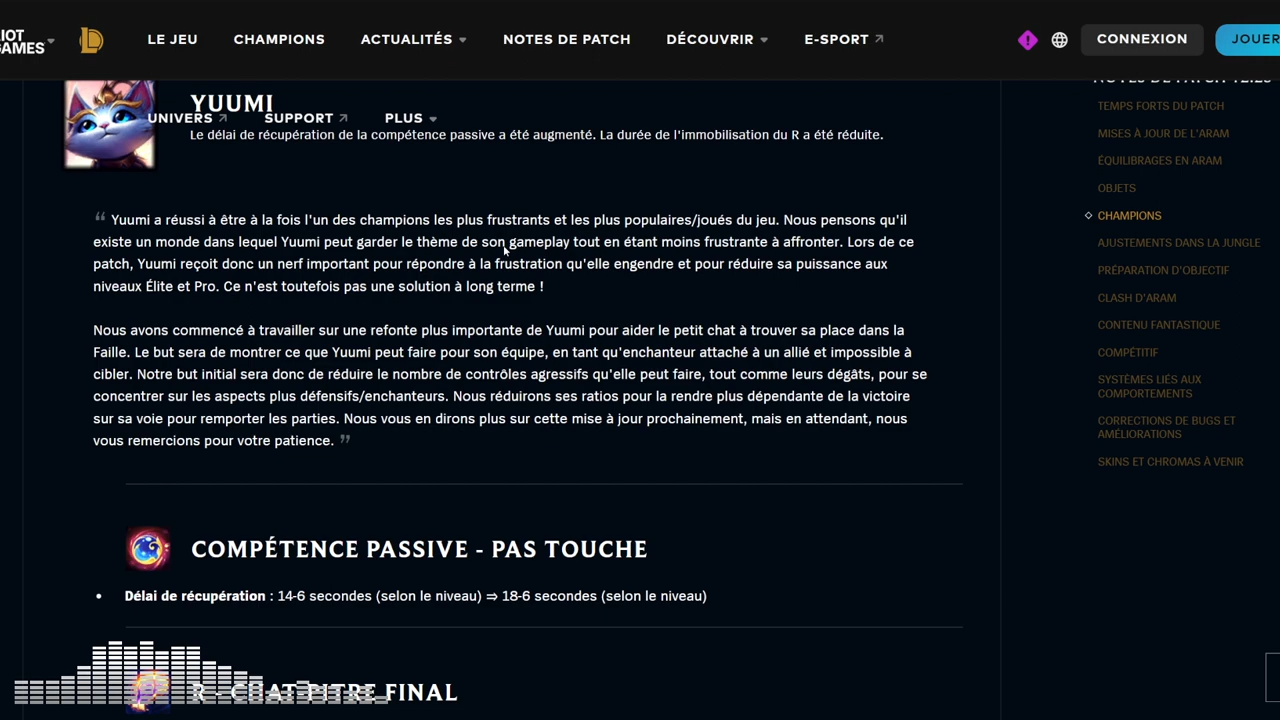 RIOT GAMES
LE JEU
CHAMPIONS
ACTUALITÉS
NOTES DE PATCH
DÉCOUVRIR
E-SPORT
CONNEXION
JOUER
UNIVERS
SUPPORT
PLUS
YUUMI
Le délai de récupération de la compétence passive a été augmenté. La durée de l'immobilisation du R a été réduite.
“ Yuumi a réussi à être à la fois l'un des champions les plus frustrants et les plus populaires/joués du jeu. Nous pensons qu'il
existe un monde dans lequel Yuumi peut garder le thème de son gameplay tout en étant moins frustrante à affronter. Lors de ce
patch, Yuumi reçoit donc un nerf important pour répondre à la frustration qu'elle engendre et pour réduire sa puissance aux
niveaux Élite et Pro. Ce n'est toutefois pas une solution à long terme !
Nous avons commencé à travailler sur une refonte plus importante de Yuumi pour aider le petit chat à trouver sa place dans la
Faille. Le but sera de montrer ce que Yuumi peut faire pour son équipe, en tant qu'enchanteur attaché à un allié et impossible à
cibler. Notre but initial sera donc de réduire le nombre de contrôles agressifs qu'elle peut faire, tout comme leurs dégâts, pour se
concentrer sur les aspects plus défensifs/enchanteurs. Nous réduirons ses ratios pour la rendre plus dépendante de la victoire
sur sa voie pour remporter les parties. Nous vous en dirons plus sur cette mise à jour prochainement, mais en attendant, nous
vous remercions pour votre patience. ”
COMPÉTENCE PASSIVE - PAS TOUCHE
• Délai de récupération : 14-6 secondes (selon le niveau) ⇒ 18-6 secondes (selon le niveau)
R - CHAT-PITRE FINAL
NOTES DE PATCH 12.23
TEMPS FORTS DU PATCH
MISES À JOUR DE L'ARAM
ÉQUILIBRAGES EN ARAM
OBJETS
CHAMPIONS
AJUSTEMENTS DANS LA JUNGLE
PRÉPARATION D'OBJECTIF
CLASH D'ARAM
CONTENU FANTASTIQUE
COMPÉTITIF
SYSTÈMES LIÉS AUX
COMPORTEMENTS
CORRECTIONS DE BUGS ET
AMÉLIORATIONS
SKINS ET CHROMAS À VENIR